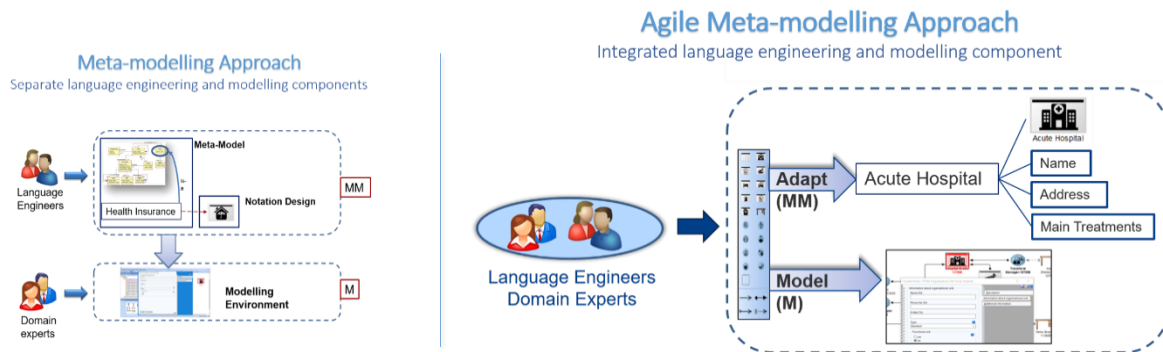 Meta-modelling Approach
Separate language engineering and modelling components
Meta-Model
Language
Engineers
Health Insurance
Notation Design
MM
Domain
experts
Modelling
Environment
M
Agile Meta-modelling Approach
Integrated language engineering and modelling component
Language Engineers
Domain Experts
Adapt
(MM)
Acute Hospital
Acute Hospital
Name
Address
Main Treatments
Model
(M)